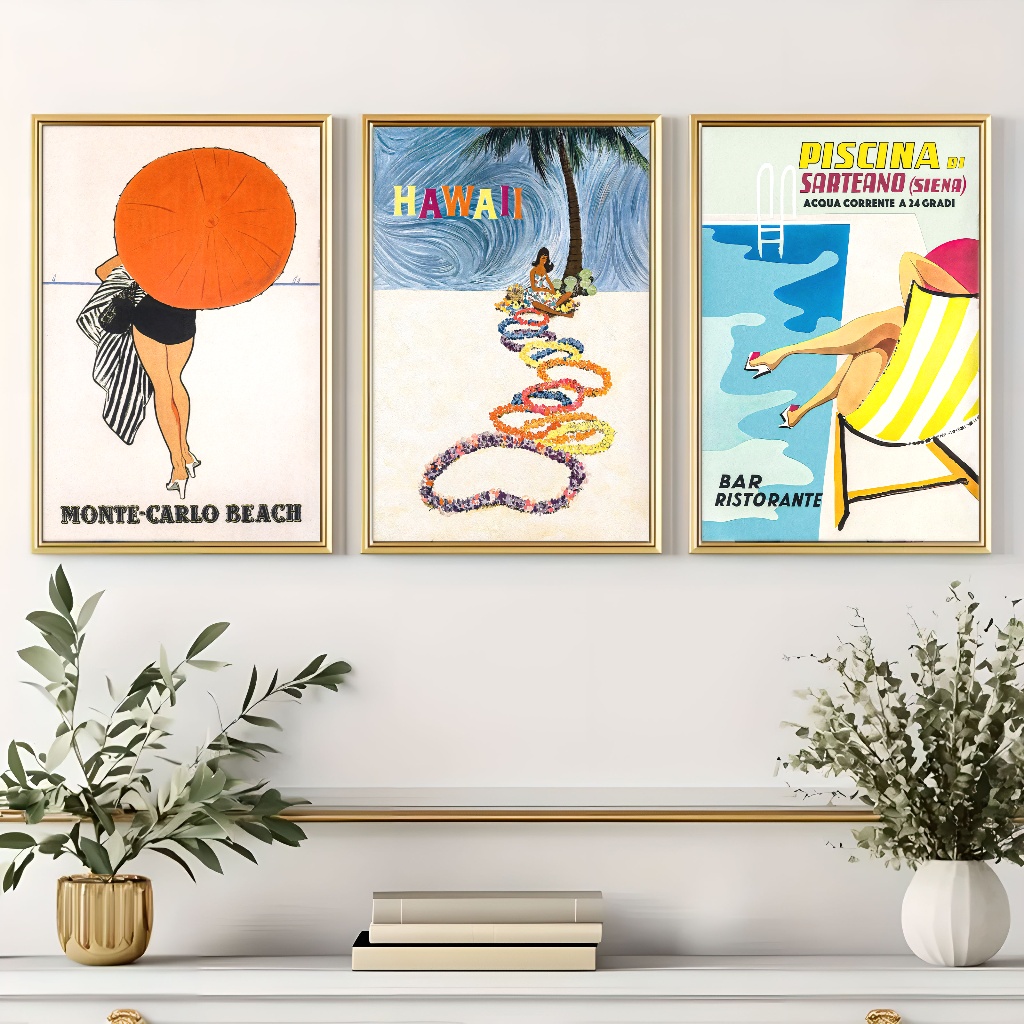 MONTE-CARLO BEACH
HAWAII
PISCINA DI
SARTEANO (SIENA)
ACQUA CORRENTE A 24 GRADI
BAR
RISTORANTE